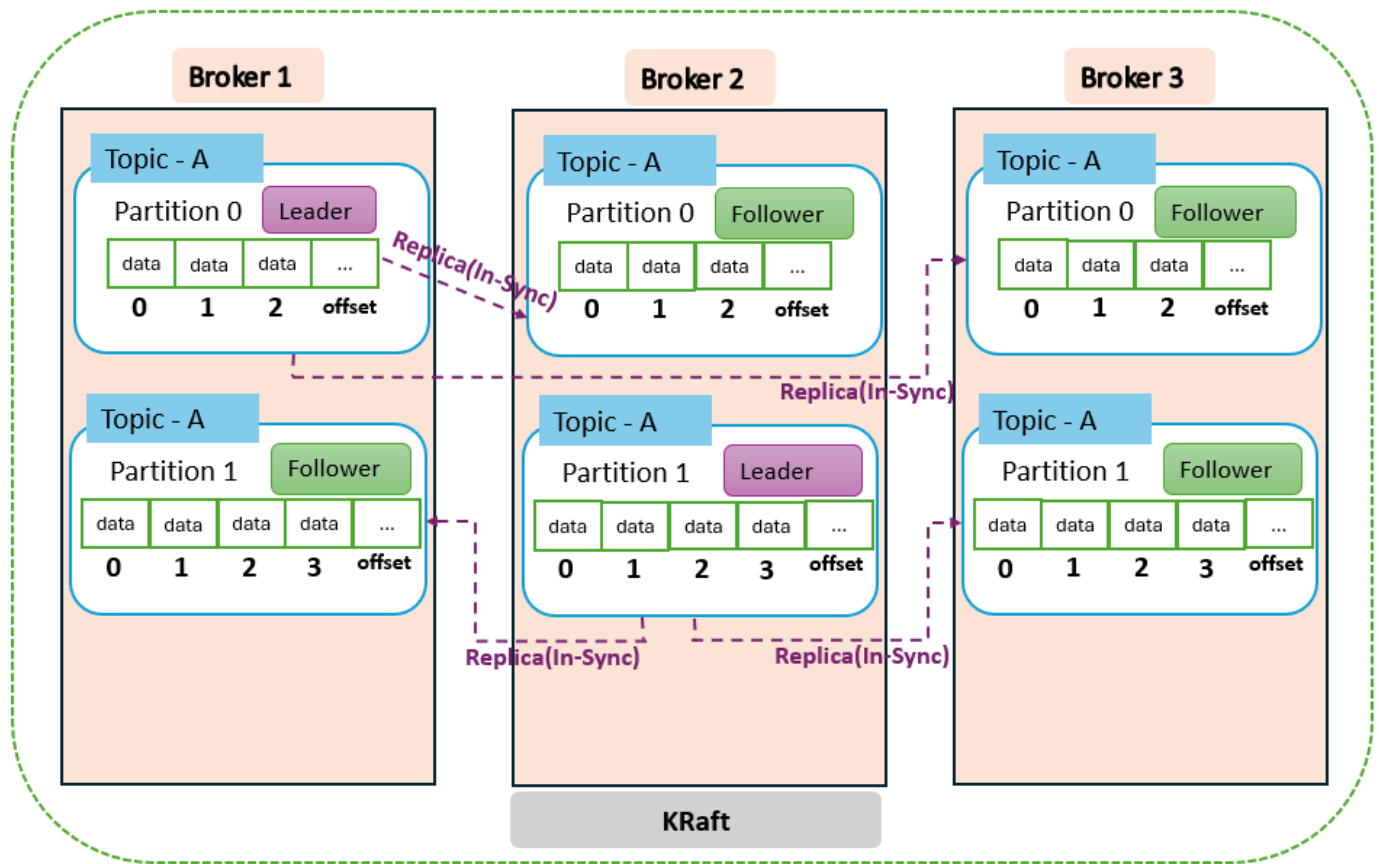 Broker 1
Broker 2
Broker 3
Topic - A
Partition 0
Leader
data data data ...
0 1 2 offset
Replica(In-Sync)
Topic - A
Partition 0
Follower
data data data ...
0 1 2 offset
Topic - A
Partition 0
Follower
data data data ...
0 1 2 offset
Replica(In-Sync)
Topic - A
Partition 1
Follower
data data data data ...
0 1 2 3 offset
Topic - A
Partition 1
Leader
data data data data ...
0 1 2 3 offset
Topic - A
Partition 1
Follower
data data data data ...
0 1 2 3 offset
Replica(In-Sync)
Replica(In-Sync)
KRaft